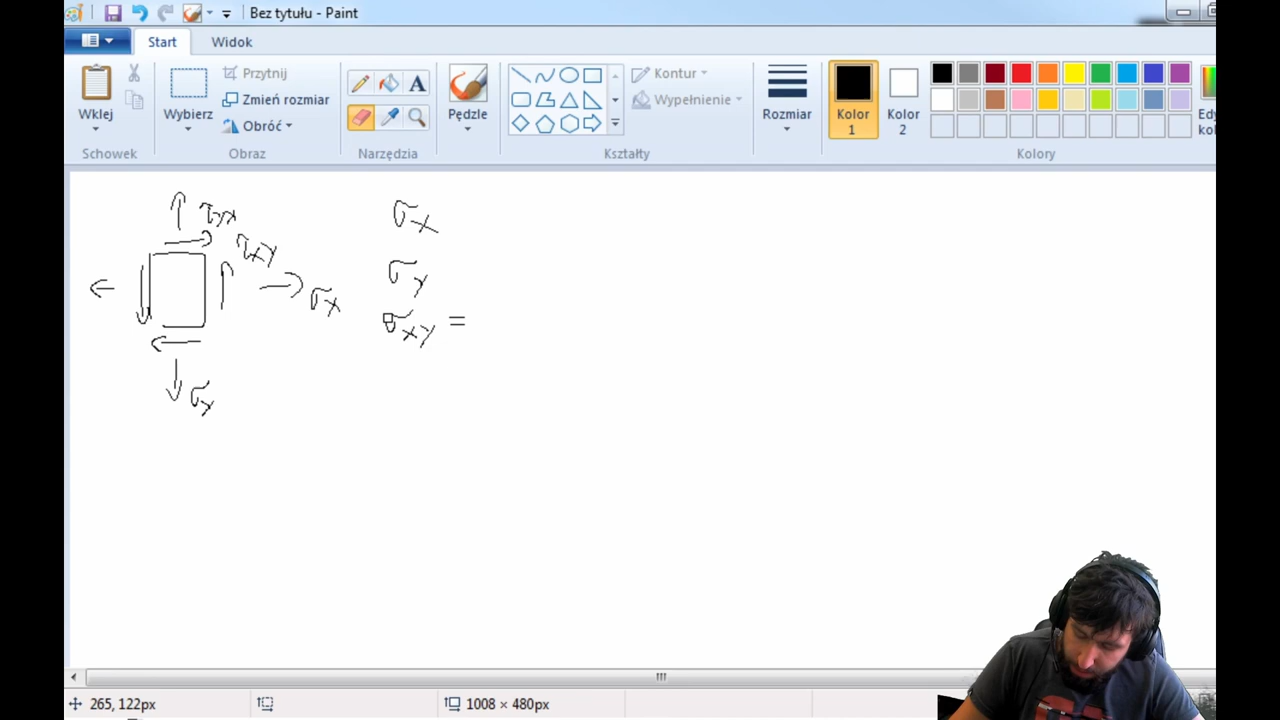 Bez tytułu - Paint
Start Widok
Wklej
Schowek
Wybierz
Przytnij
Zmień rozmiar
Obróć
Obraz
A
Narzędzia
Pędzle
Kształty
Kontur
Wypełnienie
Rozmiar
Kolor 1
Kolor 2
Kolory
τyx
τxy
σx
σy
σx
σy
σxy =
265, 122px
1008 × 480px